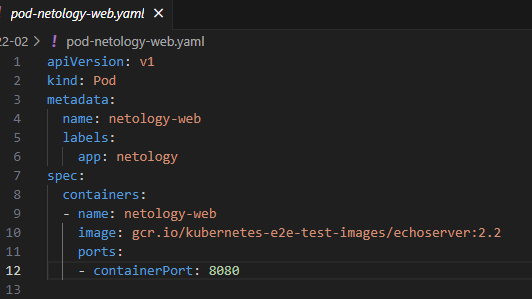 ! pod-netology-web.yaml ×
22-02 > ! pod-netology-web.yaml
1 apiVersion: v1
2 kind: Pod
3 metadata:
4   name: netology-web
5   labels:
6     app: netology
7 spec:
8   containers:
9   - name: netology-web
10     image: gcr.io/kubernetes-e2e-test-images/echoserver:2.2
11     ports:
12     - containerPort: 8080
13